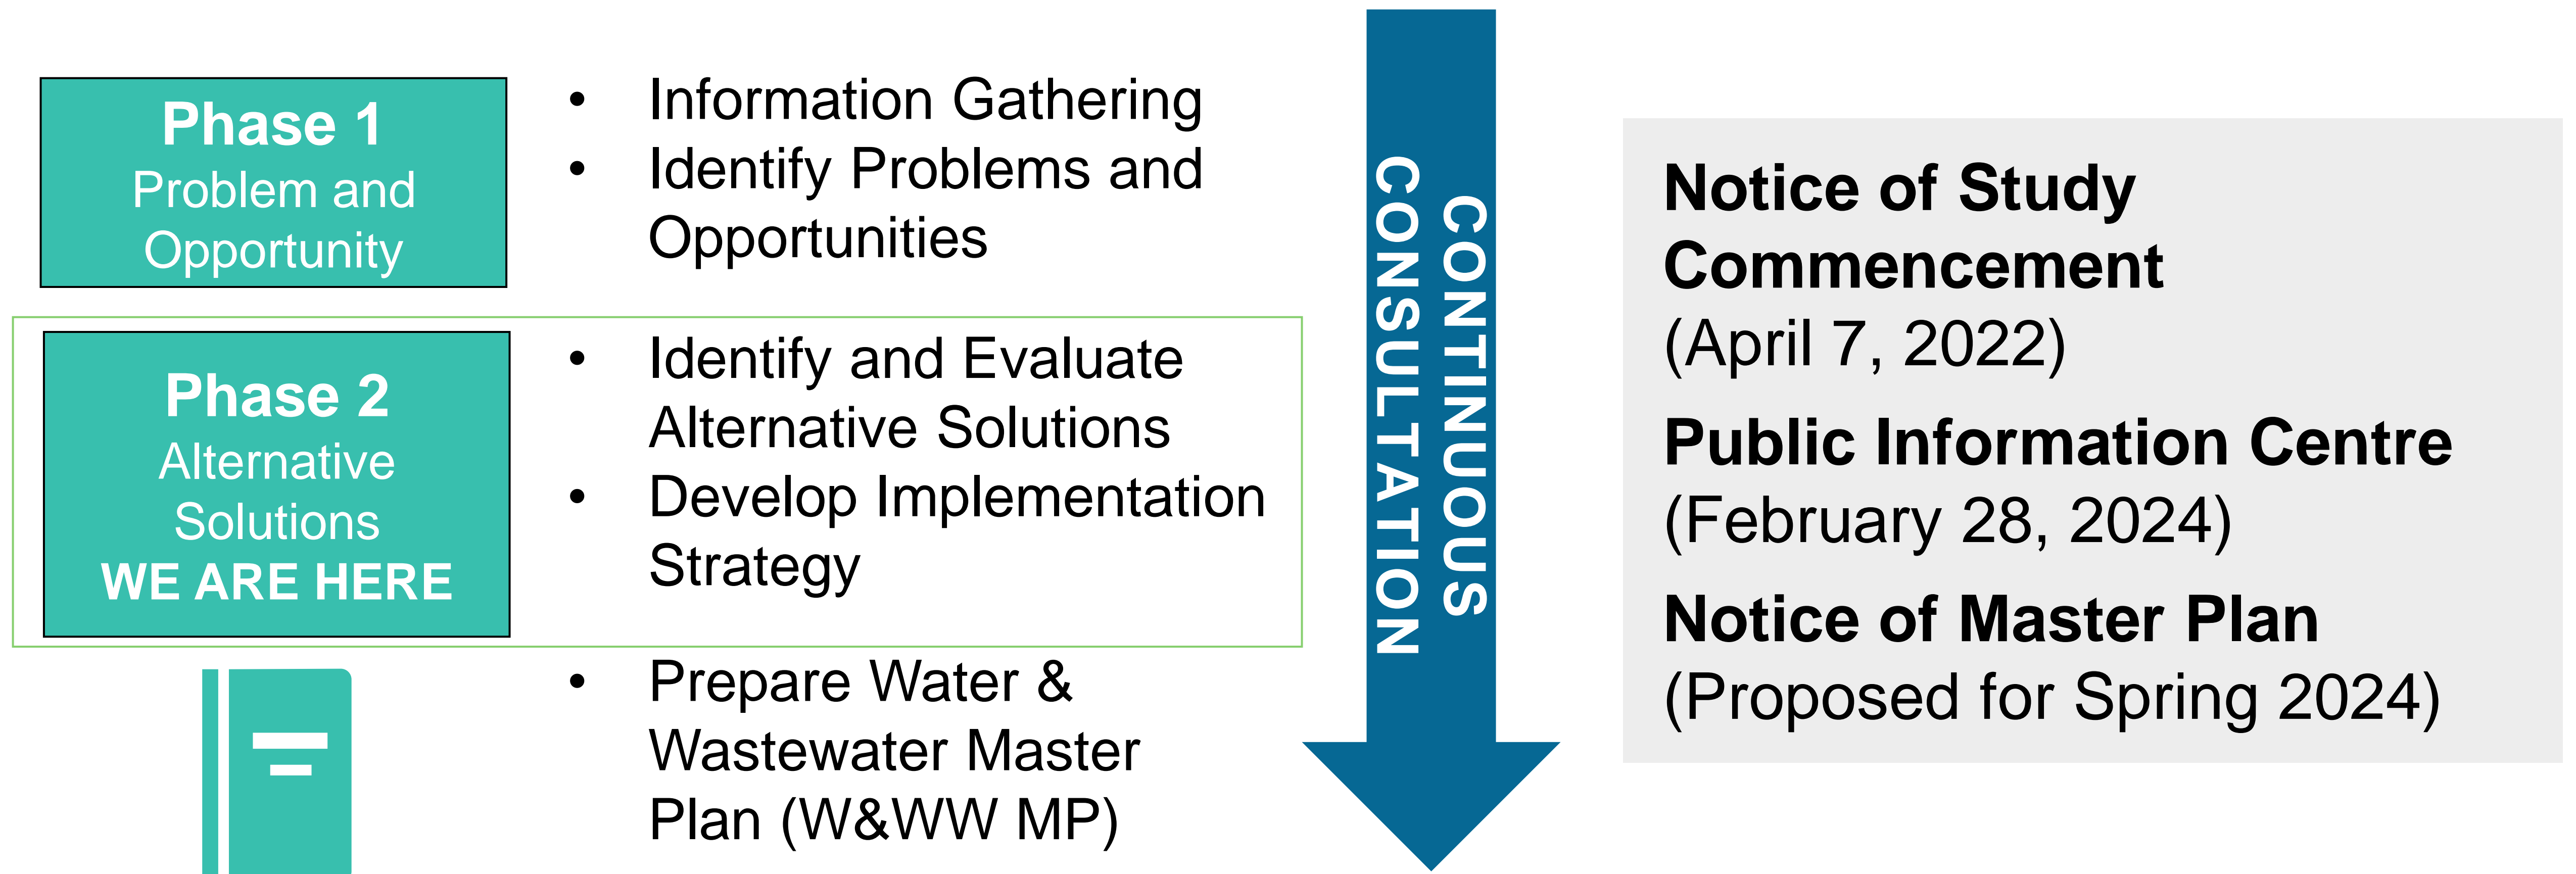 Phase 1
Problem and
Opportunity
• Information Gathering
• Identify Problems and
Opportunities
Phase 2
Alternative
Solutions
WE ARE HERE
• Identify and Evaluate
Alternative Solutions
• Develop Implementation
Strategy
• Prepare Water &
Wastewater Master
Plan (W&WW MP)
CONTINUOUS
CONSULTATION
Notice of Study
Commencement
(April 7, 2022)
Public Information Centre
(February 28, 2024)
Notice of Master Plan
(Proposed for Spring 2024)